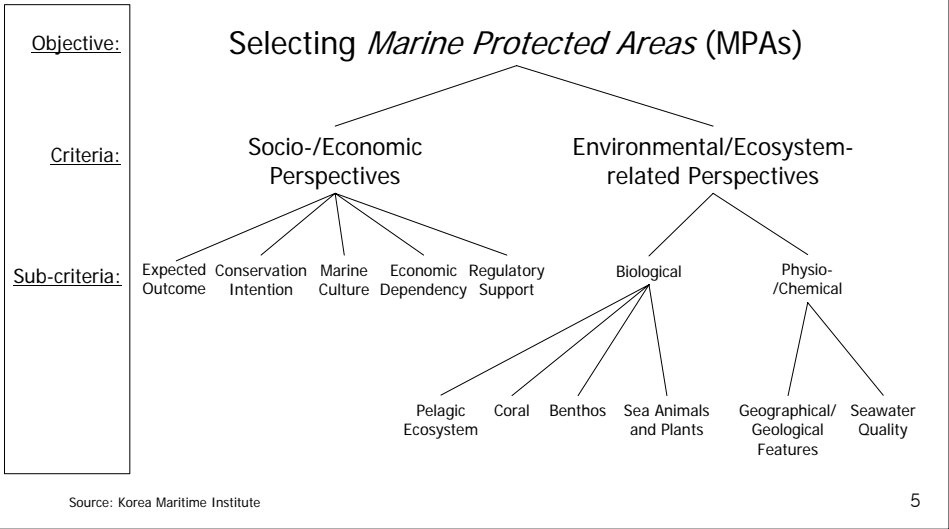 Objective:
Selecting Marine Protected Areas (MPAs)
Criteria:
Socio-/Economic
Perspectives
Environmental/Ecosystem-
related Perspectives
Sub-criteria:
Expected
Outcome
Conservation
Intention
Marine
Culture
Economic
Dependency
Regulatory
Support
Biological
Physio-
/Chemical
Pelagic
Ecosystem
Coral
Benthos
Sea Animals
and Plants
Geographical/
Geological
Features
Seawater
Quality
Source: Korea Maritime Institute
5